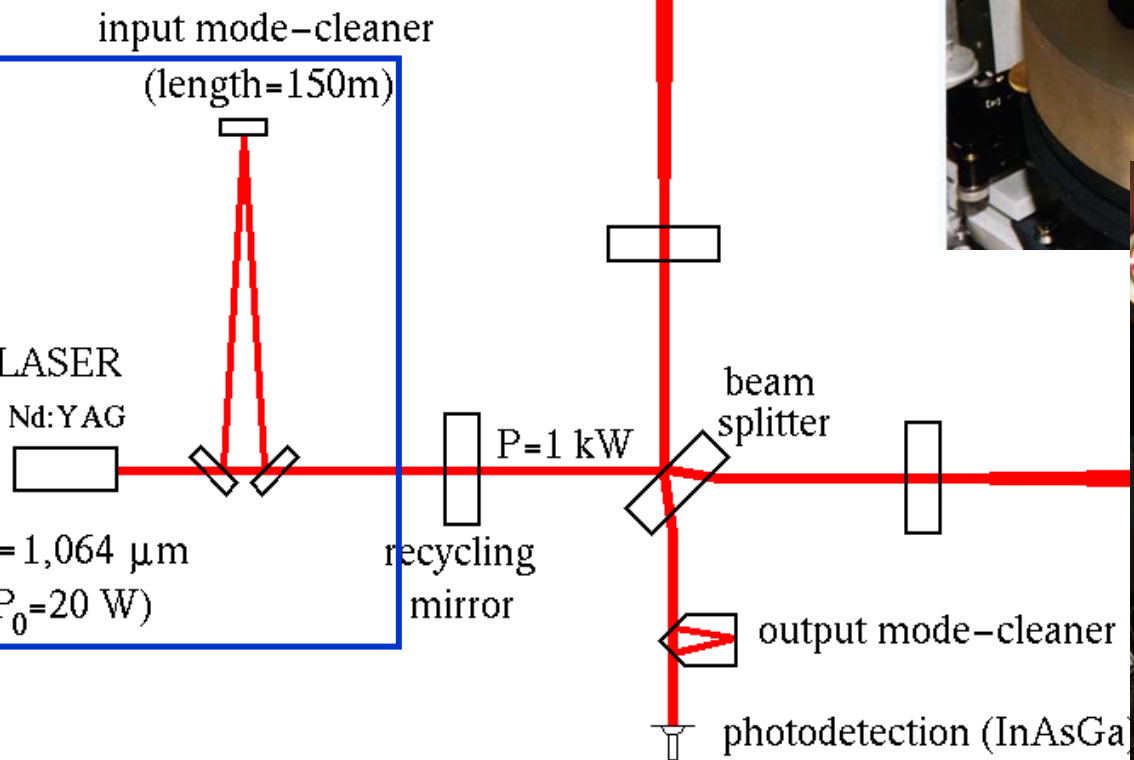 input mode-cleaner
(length=150m)
LASER
Nd:YAG
=1,064 µm
P0=20 W)
recycling
mirror
P=1 kW
beam
splitter
output mode-cleaner
photodetection (InAsGa)